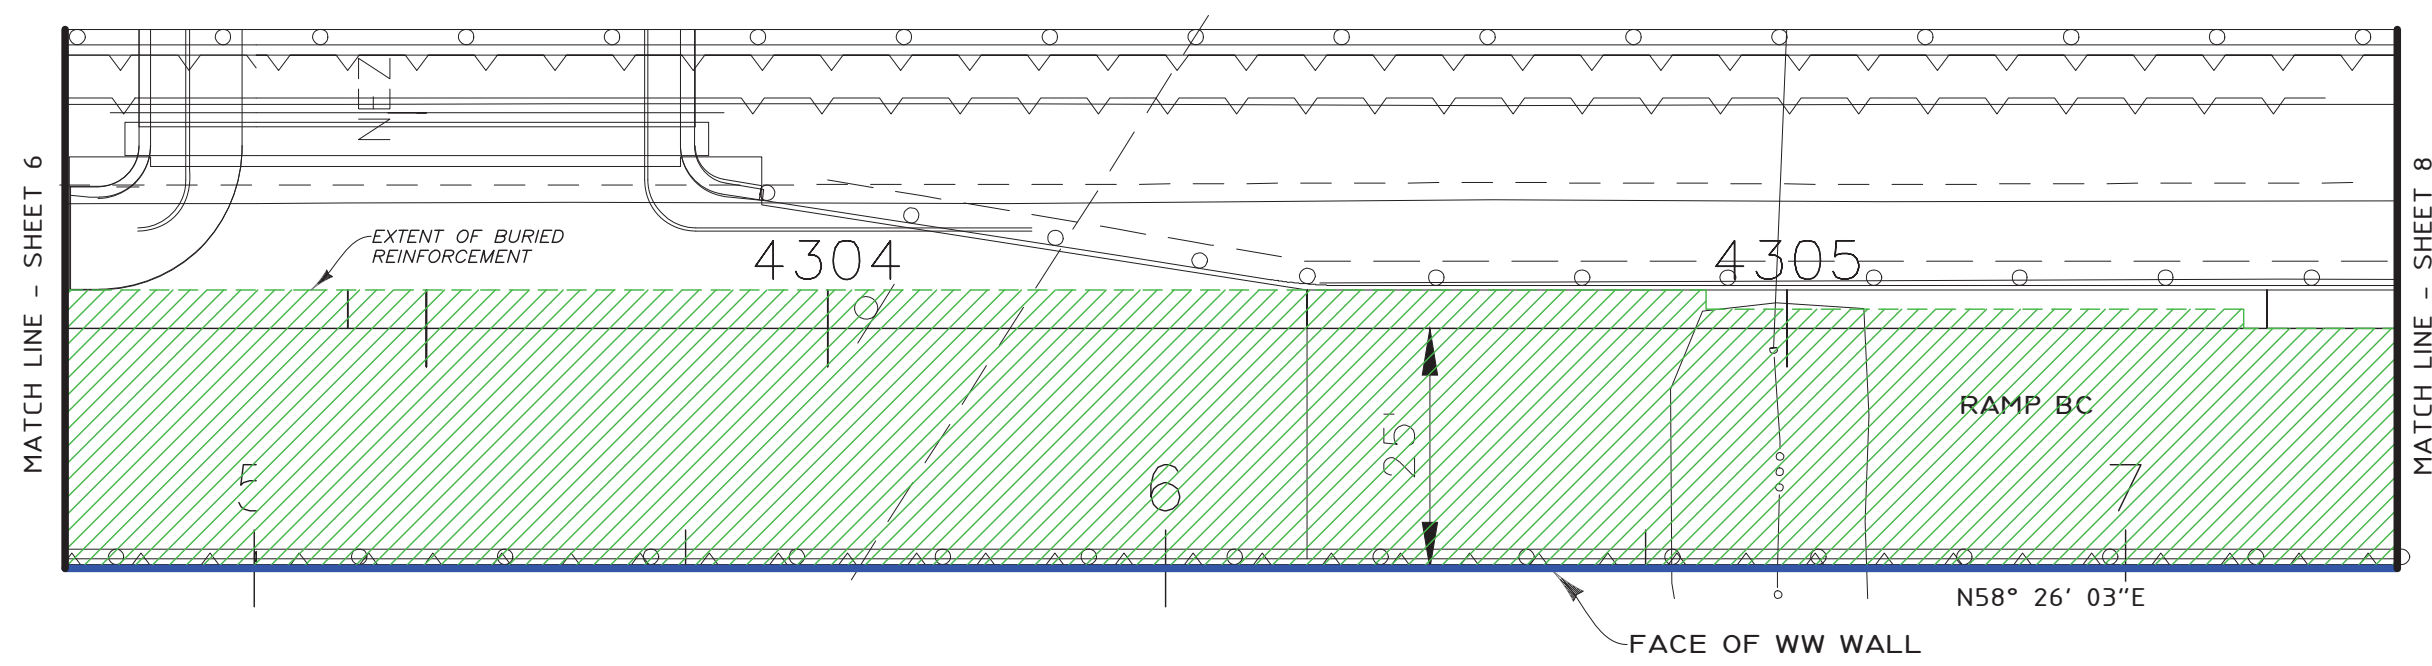 MATCH LINE - SHEET 6
NEZ
EXTENT OF BURIED
REINFORCEMENT
4304
4305
MATCH LINE - SHEET 8
25'
RAMP BC
5
6
7
N58° 26' 03"E
FACE OF WW WALL